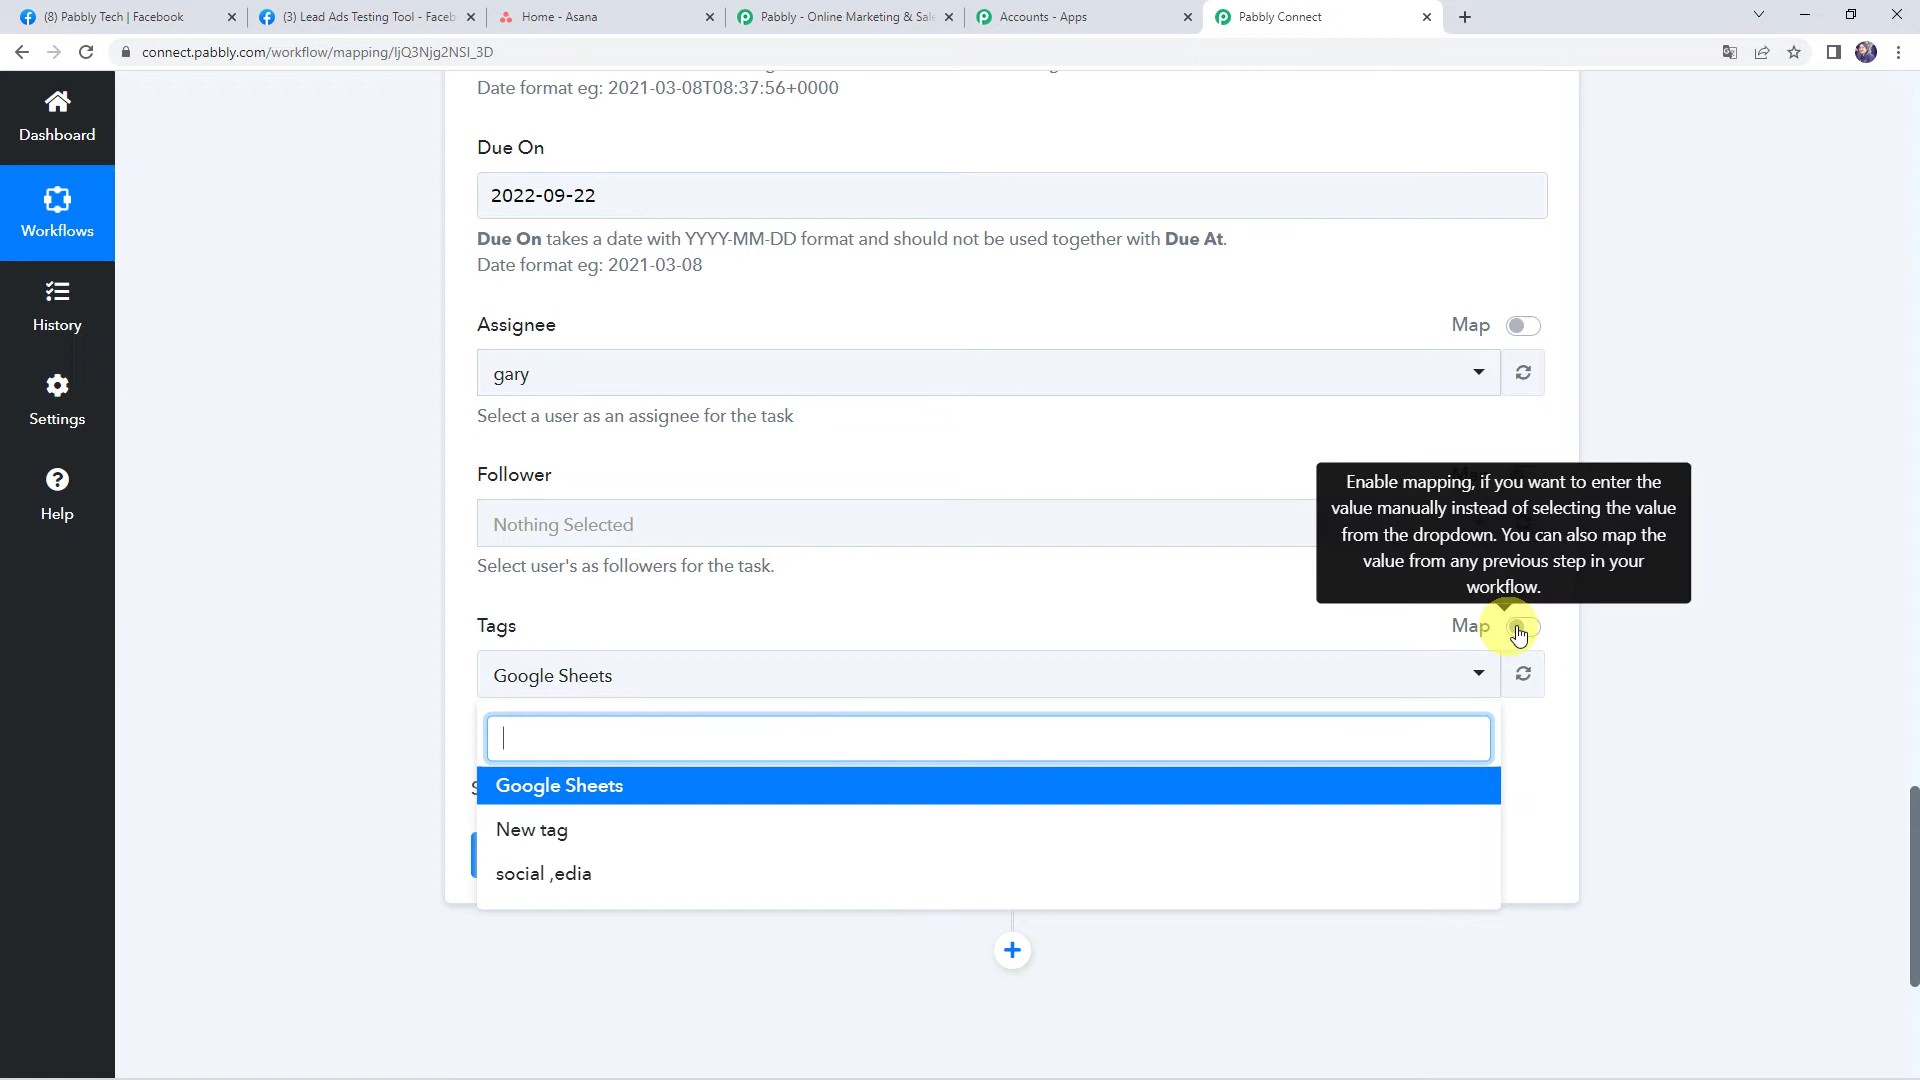 (8) Pabbly Tech | Facebook
(3) Lead Ads Testing Tool - Faceb
Home - Asana
Pabbly - Online Marketing & Sale
Accounts - Apps
Pabbly Connect
connect.pabbly.com/workflow/mapping/IjQ3Njg2NSI_3D
Dashboard
Workflows
History
Settings
Help
Date format eg: 2021-03-08T08:37:56+0000
Due On
2022-09-22
Due On takes a date with YYYY-MM-DD format and should not be used together with Due At.
Date format eg: 2021-03-08
Assignee
Map
gary
Select a user as an assignee for the task
Follower
Nothing Selected
Select user's as followers for the task.
Enable mapping, if you want to enter the
value manually instead of selecting the value
from the dropdown. You can also map the
value from any previous step in your
workflow.
Tags
Map
Google Sheets
Google Sheets
New tag
social ,edia